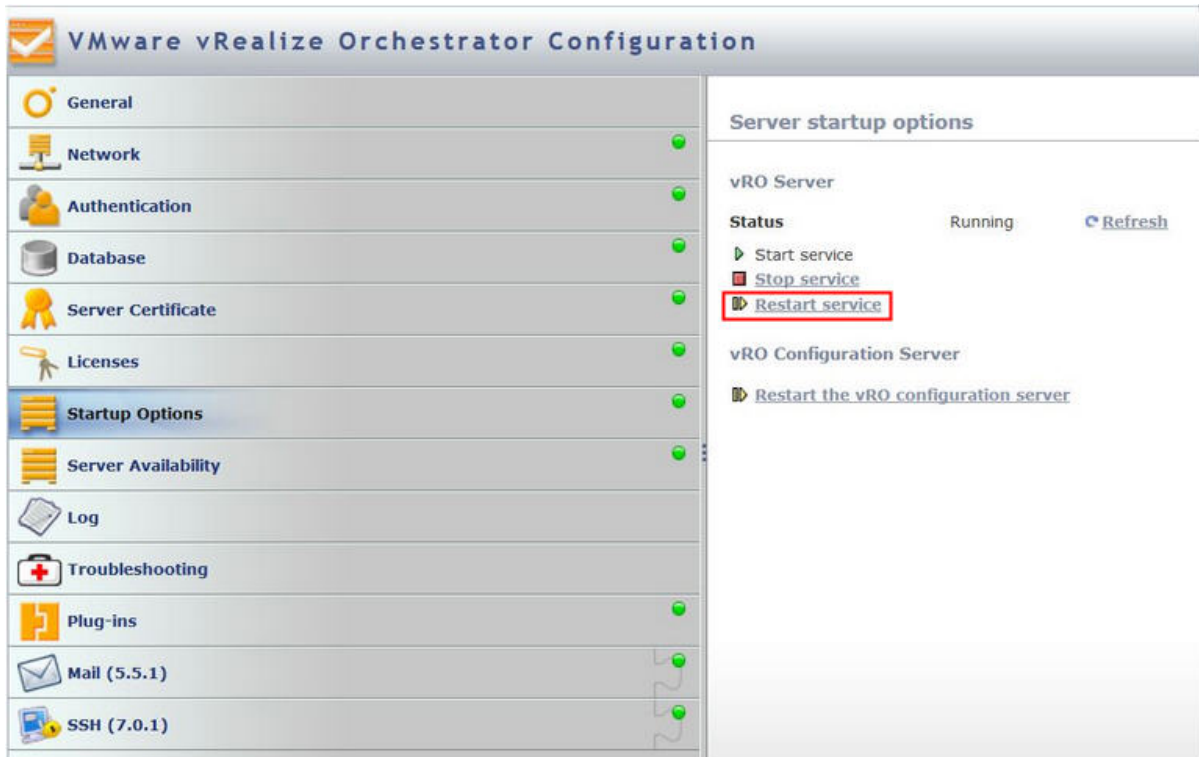 VMware vRealize Orchestrator Configuration
General
Network
Authentication
Database
Server Certificate
Licenses
Startup Options
Server Availability
Log
Troubleshooting
Plug-ins
Mail (5.5.1)
SSH (7.0.1)
Server startup options
vRO Server
Status Running Refresh
Start service
Stop service
Restart service
vRO Configuration Server
Restart the vRO configuration server